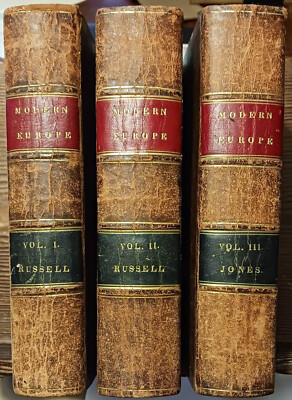 MODERN
EUROPE
VOL. I.
RUSSELL
MODERN
EUROPE
VOL. II.
RUSSELL
MODERN
EUROPE
VOL. III.
JONES.